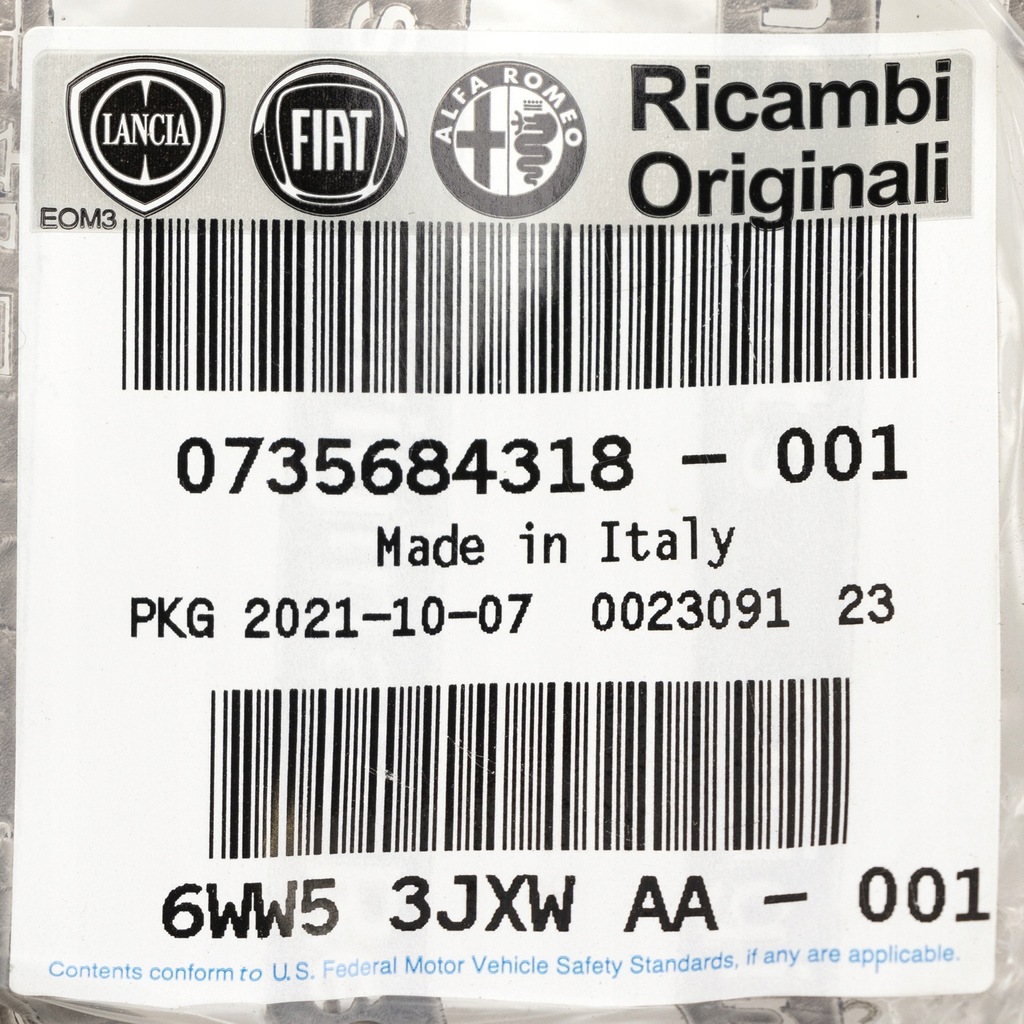 LANCIA
FIAT
ALFA ROMEO
Ricambi
Originali
EOM3
0735684318 - 001
Made in Italy
PKG 2021-10-07 0023091 23
6WW5 3JXW AA - 001
Contents conform to U.S. Federal Motor Vehicle Safety Standards, if any are applicable.